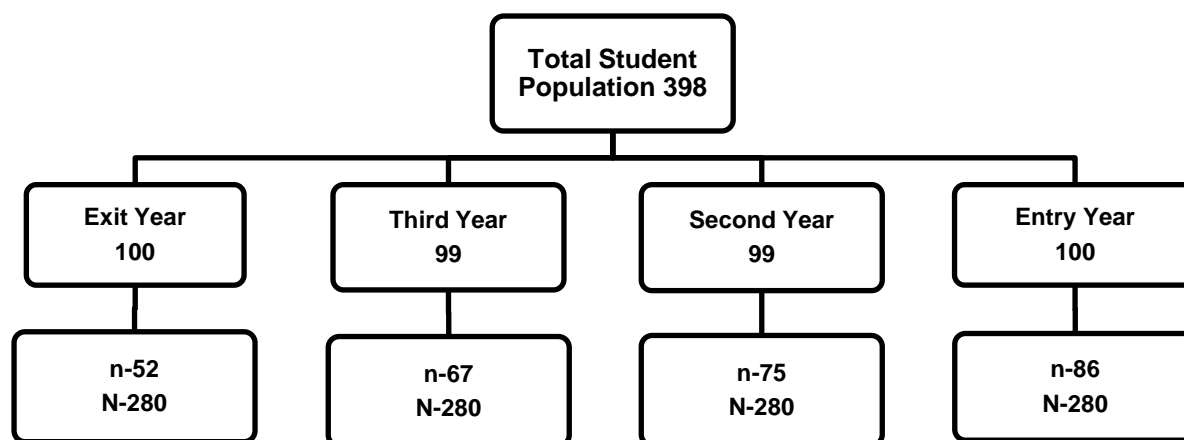 Total Student
Population 398
Exit Year
100
Third Year
99
Second Year
99
Entry Year
100
n-52
N-280
n-67
N-280
n-75
N-280
n-86
N-280